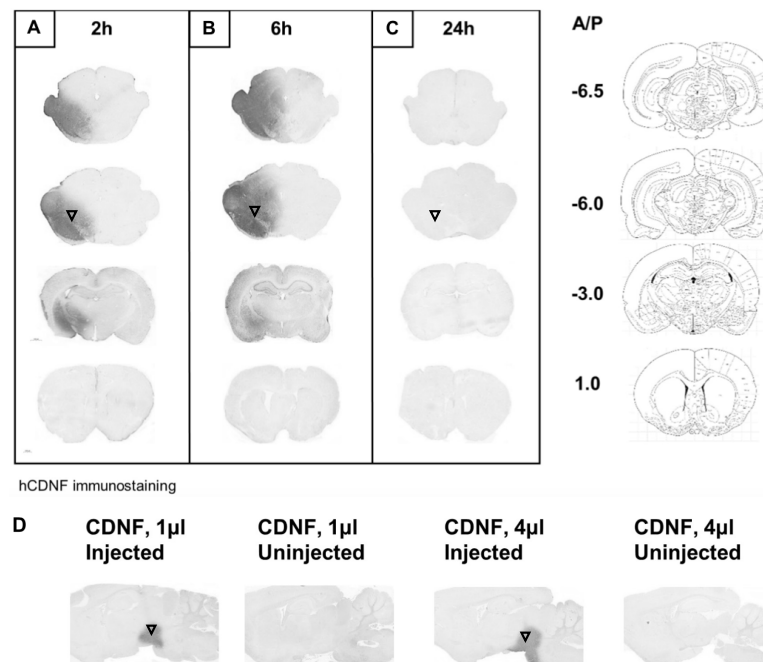 A 2h B 6h C 24h A/P
-6.5
-6.0
-3.0
1.0
hCDNF immunostaining
D CDNF, 1µl CDNF, 1µl CDNF, 4µl CDNF, 4µl
Injected Uninjected Injected Uninjected